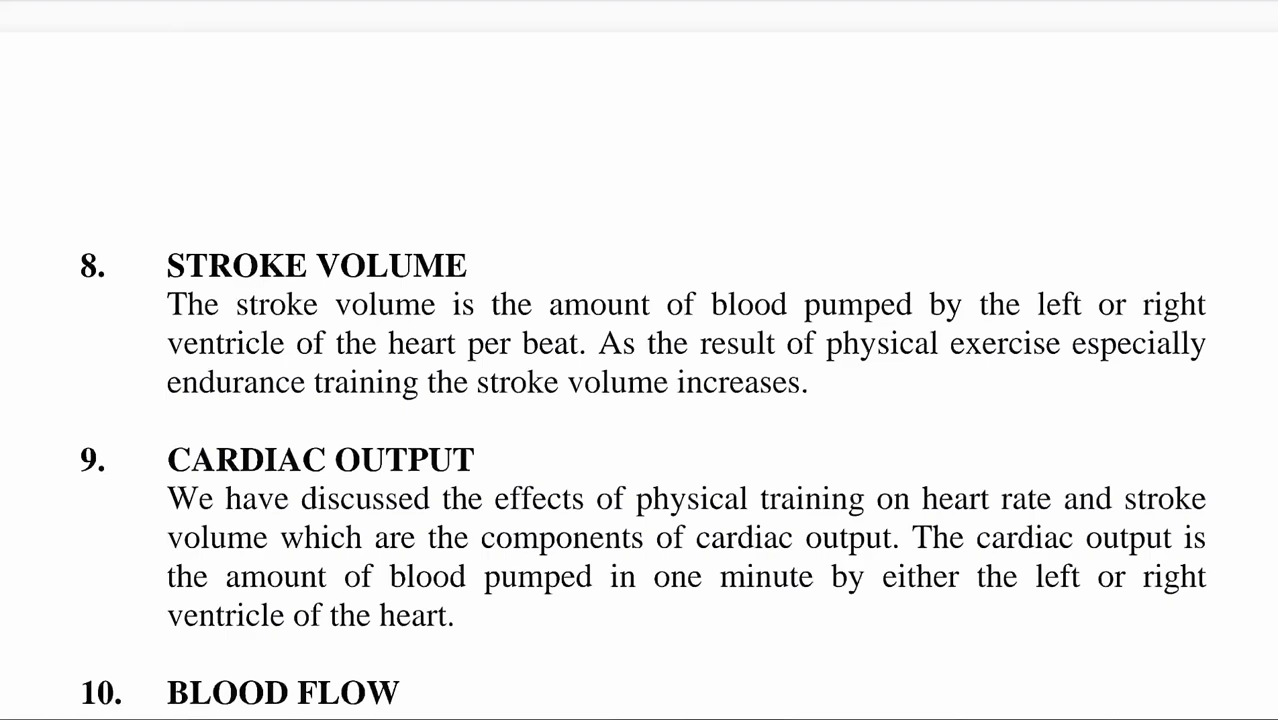 8. STROKE VOLUME
The stroke volume is the amount of blood pumped by the left or right
ventricle of the heart per beat. As the result of physical exercise especially
endurance training the stroke volume increases.
9. CARDIAC OUTPUT
We have discussed the effects of physical training on heart rate and stroke
volume which are the components of cardiac output. The cardiac output is
the amount of blood pumped in one minute by either the left or right
ventricle of the heart.
10. BLOOD FLOW